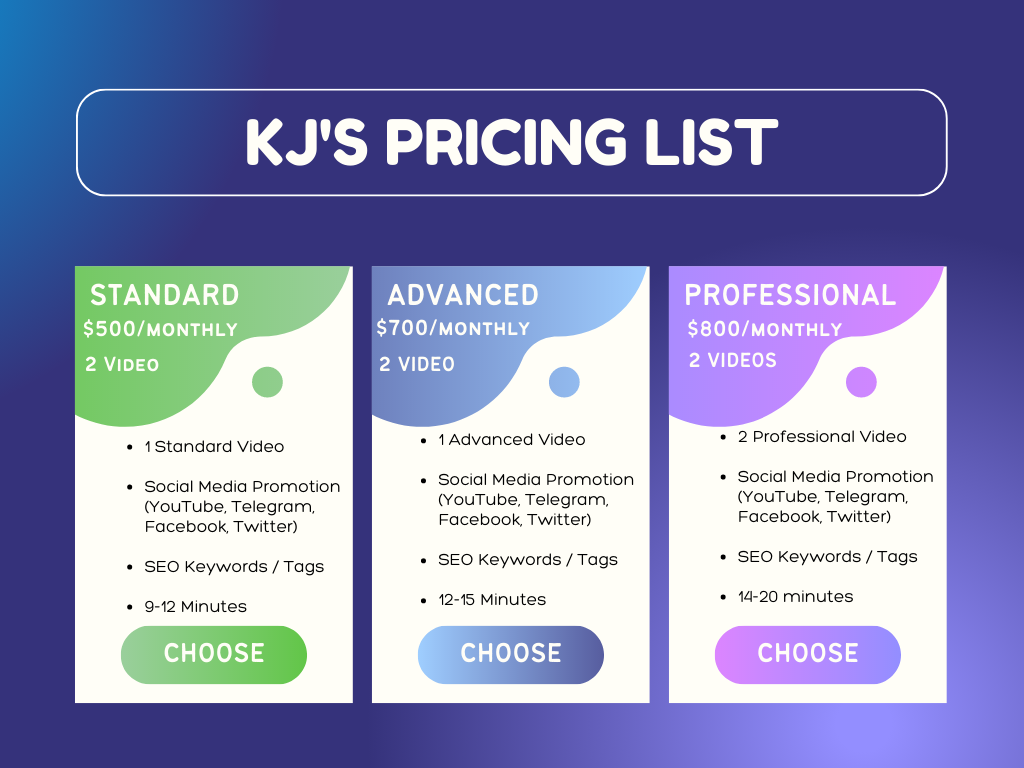 KJ'S PRICING LIST
STANDARD
$500/MONTHLY
2 VIDEO
• 1 Standard Video
• Social Media Promotion
(YouTube, Telegram,
Facebook, Twitter)
• SEO Keywords / Tags
• 9-12 Minutes
CHOOSE
ADVANCED
$700/MONTHLY
2 VIDEO
• 1 Advanced Video
• Social Media Promotion
(YouTube, Telegram,
Facebook, Twitter)
• SEO Keywords / Tags
• 12-15 Minutes
CHOOSE
PROFESSIONAL
$800/MONTHLY
2 VIDEOS
• 2 Professional Video
• Social Media Promotion
(YouTube, Telegram,
Facebook, Twitter)
• SEO Keywords / Tags
• 14-20 minutes
CHOOSE